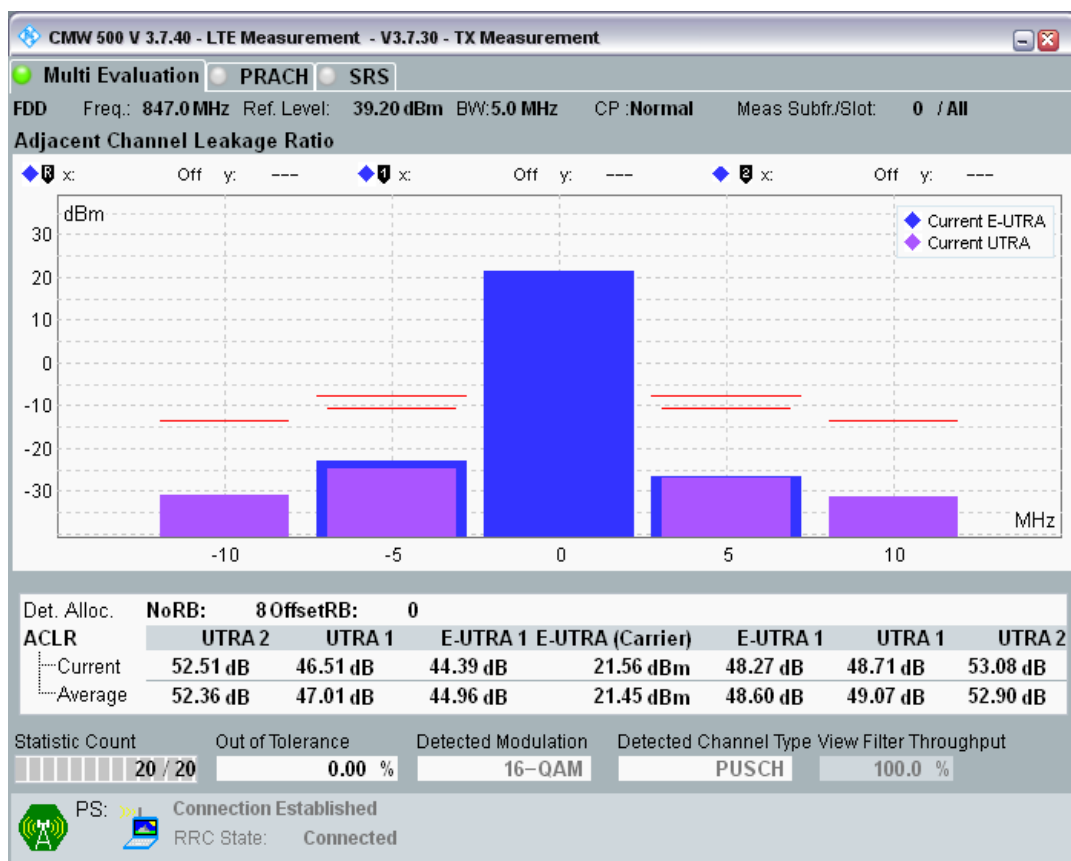 CMW 500 V 3.7.40 - LTE Measurement - V3.7.30 - TX Measurement
Multi Evaluation PRACH SRS
FDD Freq.: 847.0 MHz Ref. Level: 39.20 dBm BW:5.0 MHz CP :Normal Meas Subfr./Slot: 0 / All
Adjacent Channel Leakage Ratio
R x: Off y: --- 1 x: Off y: --- 2 x: Off y: ---
dBm
Current E-UTRA
Current UTRA
30
20
10
0
-10
-20
-30
MHz
-10 -5 0 5 10
Det. Alloc. NoRB: 8 OffsetRB: 0
ACLR UTRA 2 UTRA 1 E-UTRA 1 E-UTRA (Carrier) E-UTRA 1 UTRA 1 UTRA 2
Current 52.51 dB 46.51 dB 44.39 dB 21.56 dBm 48.27 dB 48.71 dB 53.08 dB
Average 52.36 dB 47.01 dB 44.96 dB 21.45 dBm 48.60 dB 49.07 dB 52.90 dB
Statistic Count Out of Tolerance Detected Modulation Detected Channel Type View Filter Throughput
20 / 20 0.00 % 16-QAM PUSCH 100.0 %
PS: Connection Established
RRC State: Connected